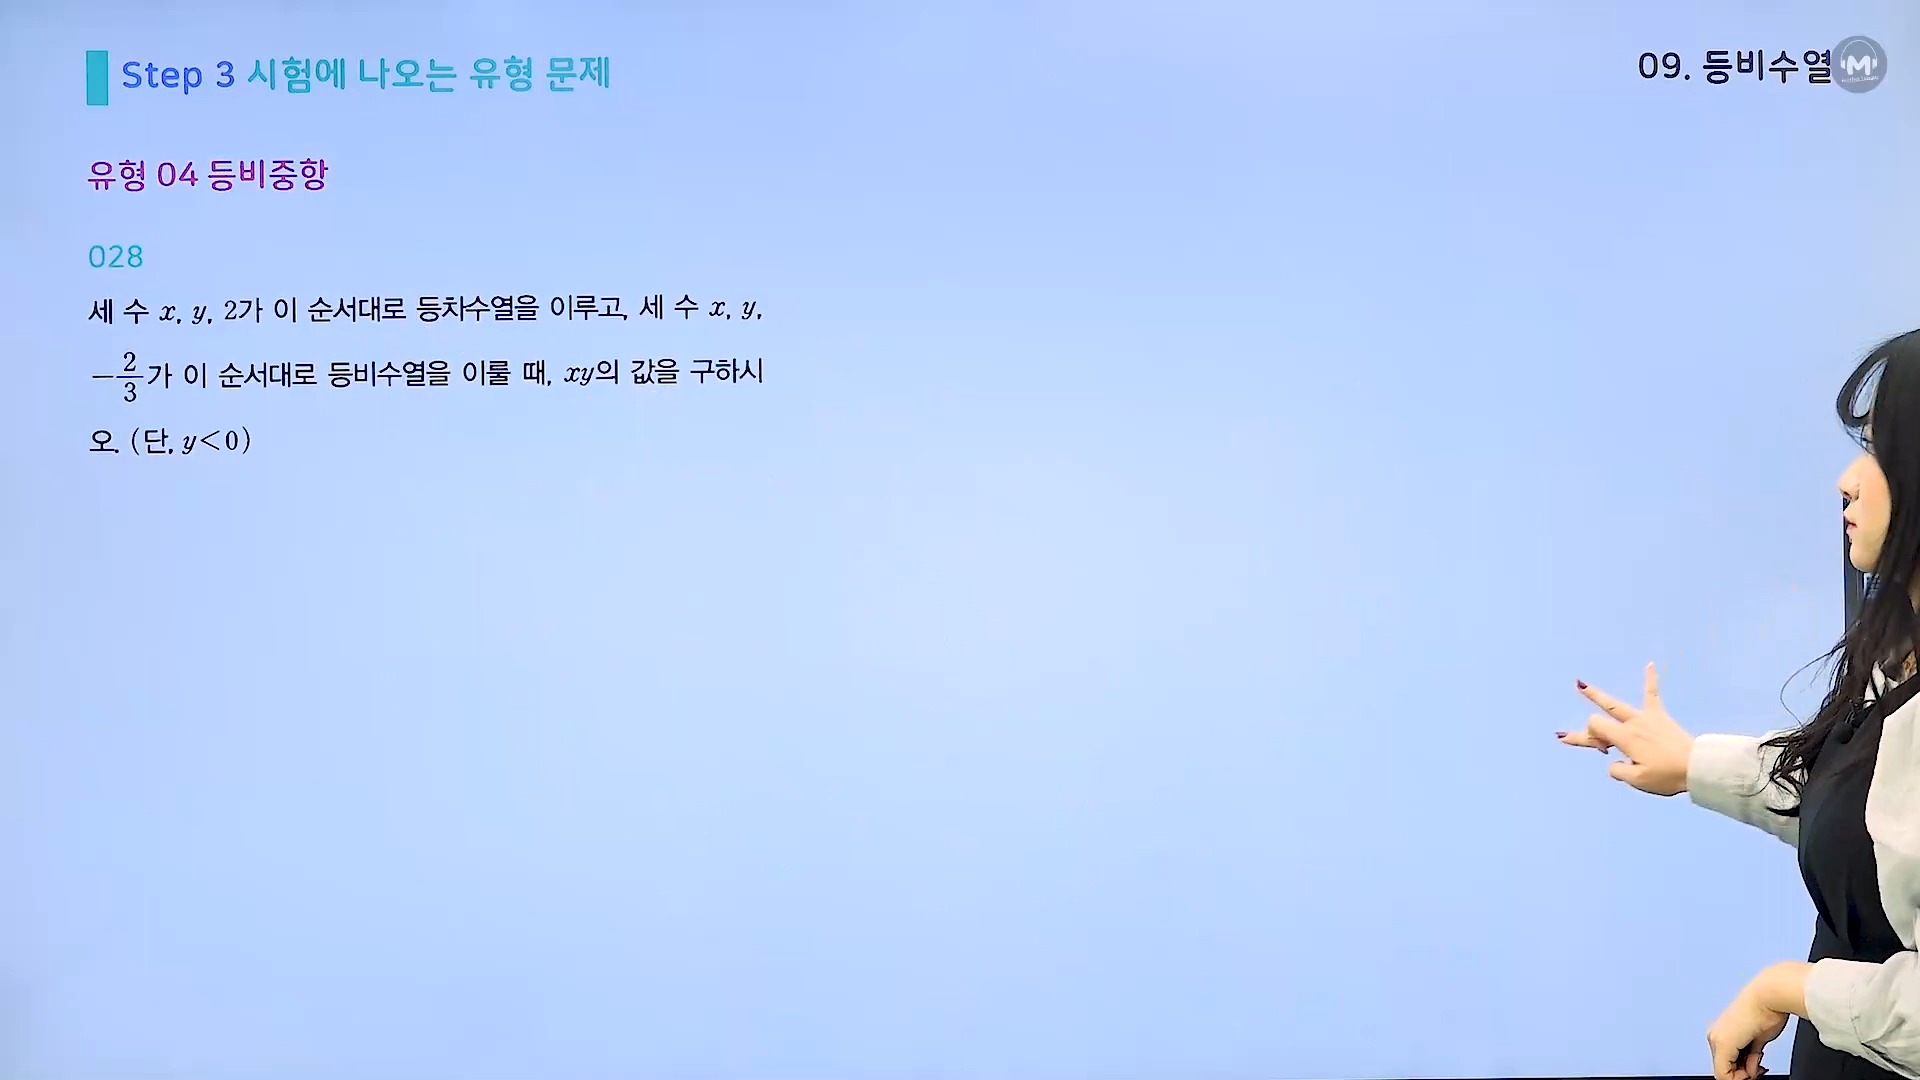 Step 3 시험에 나오는 유형 문제
09. 등비수열
M
유형 04 등비중항
028
세 수 x, y, 2가 이 순서대로 등차수열을 이루고, 세 수 x, y,
-2/3가 이 순서대로 등비수열을 이룰 때, xy의 값을 구하시
오. (단, y<0)